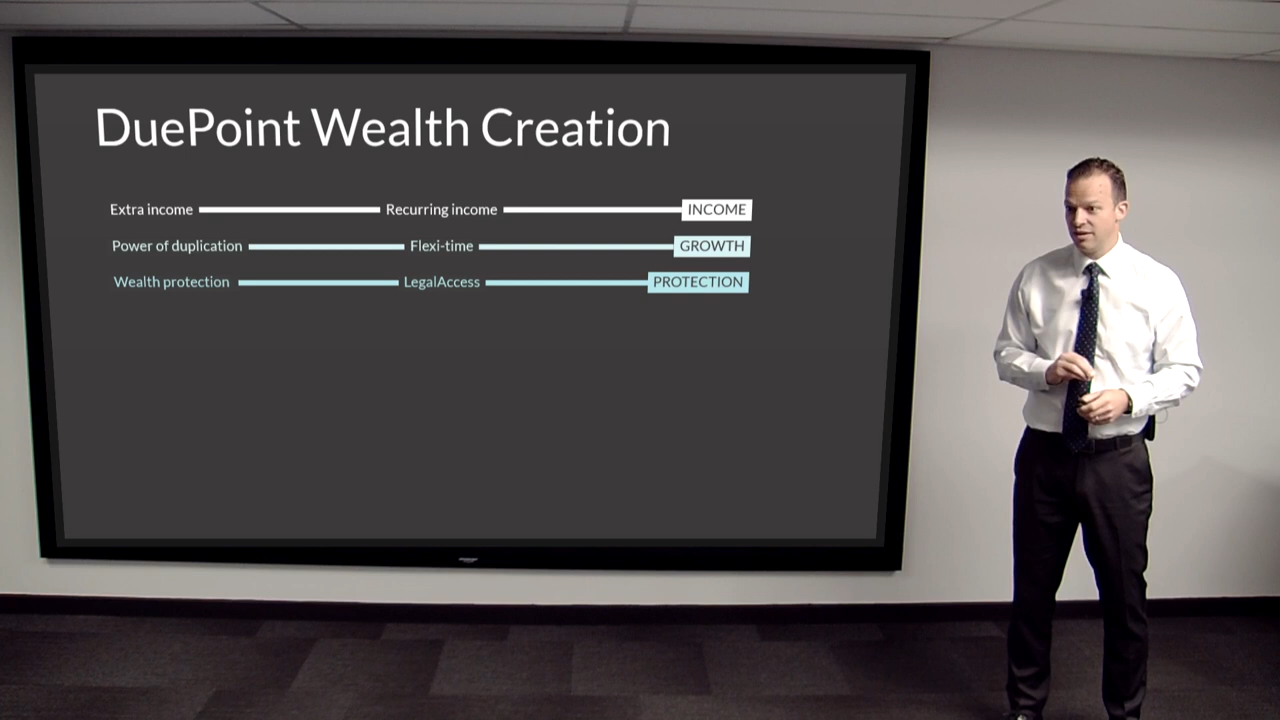 DuePoint Wealth Creation
Extra income Recurring income INCOME
Power of duplication Flexi-time GROWTH
Wealth protection LegalAccess PROTECTION